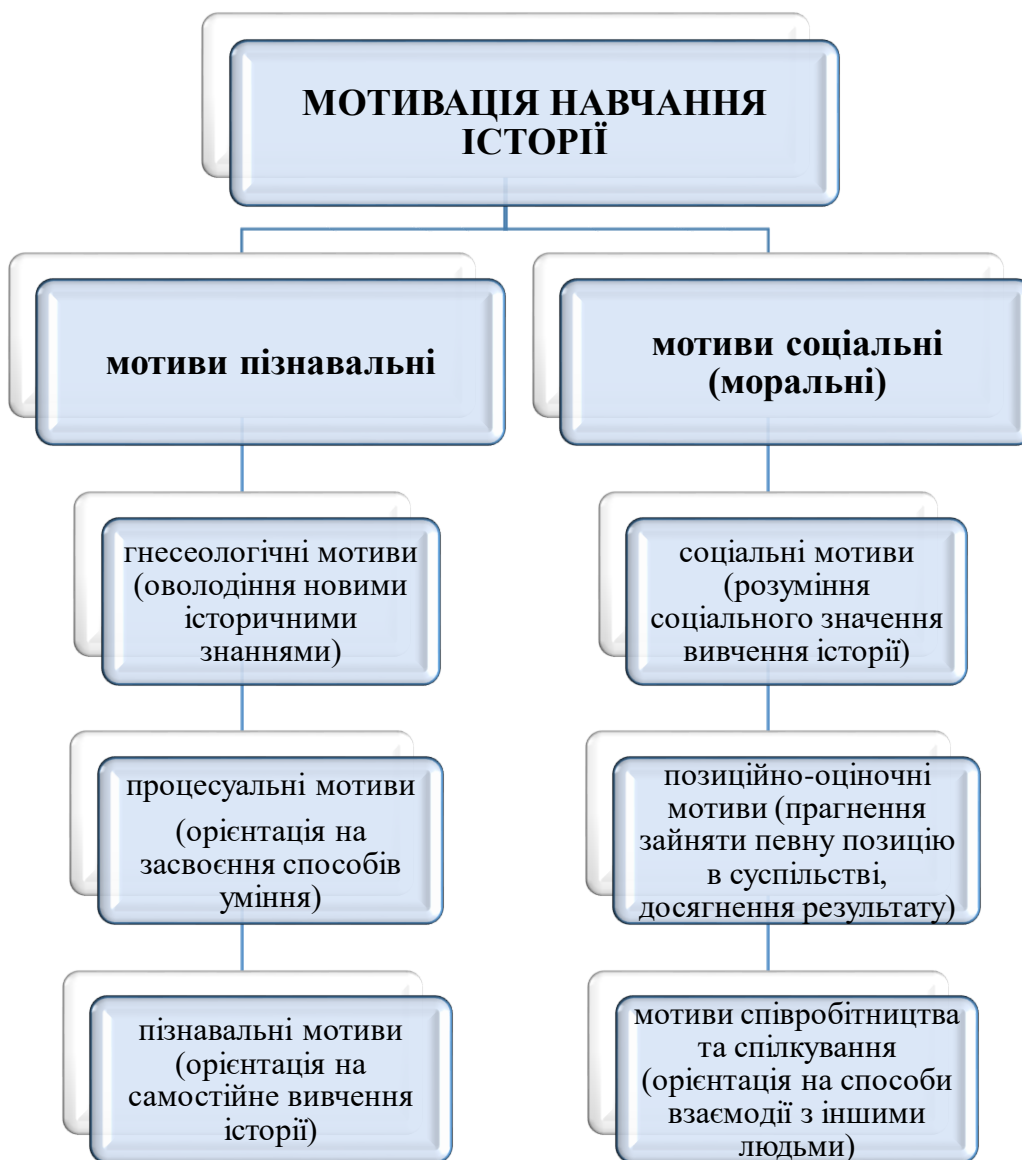 МОТИВАЦІЯ НАВЧАННЯ
ІСТОРІЇ
мотиви пізнавальні
мотиви соціальні
(моральні)
гнесеологічні мотиви
(оволодіння новими
історичними
знаннями)
соціальні мотиви
(розуміння
соціального значення
вивчення історії)
процесуальні мотиви
(орієнтація на
засвоєння способів
уміння)
позиційно-оціночні
мотиви (прагнення
зайняти певну позицію
в суспільстві,
досягнення результату)
пізнавальні мотиви
(орієнтація на
самостійне вивчення
історії)
мотиви співробітництва
та спілкування
(орієнтація на способи
взаємодії з іншими
людьми)